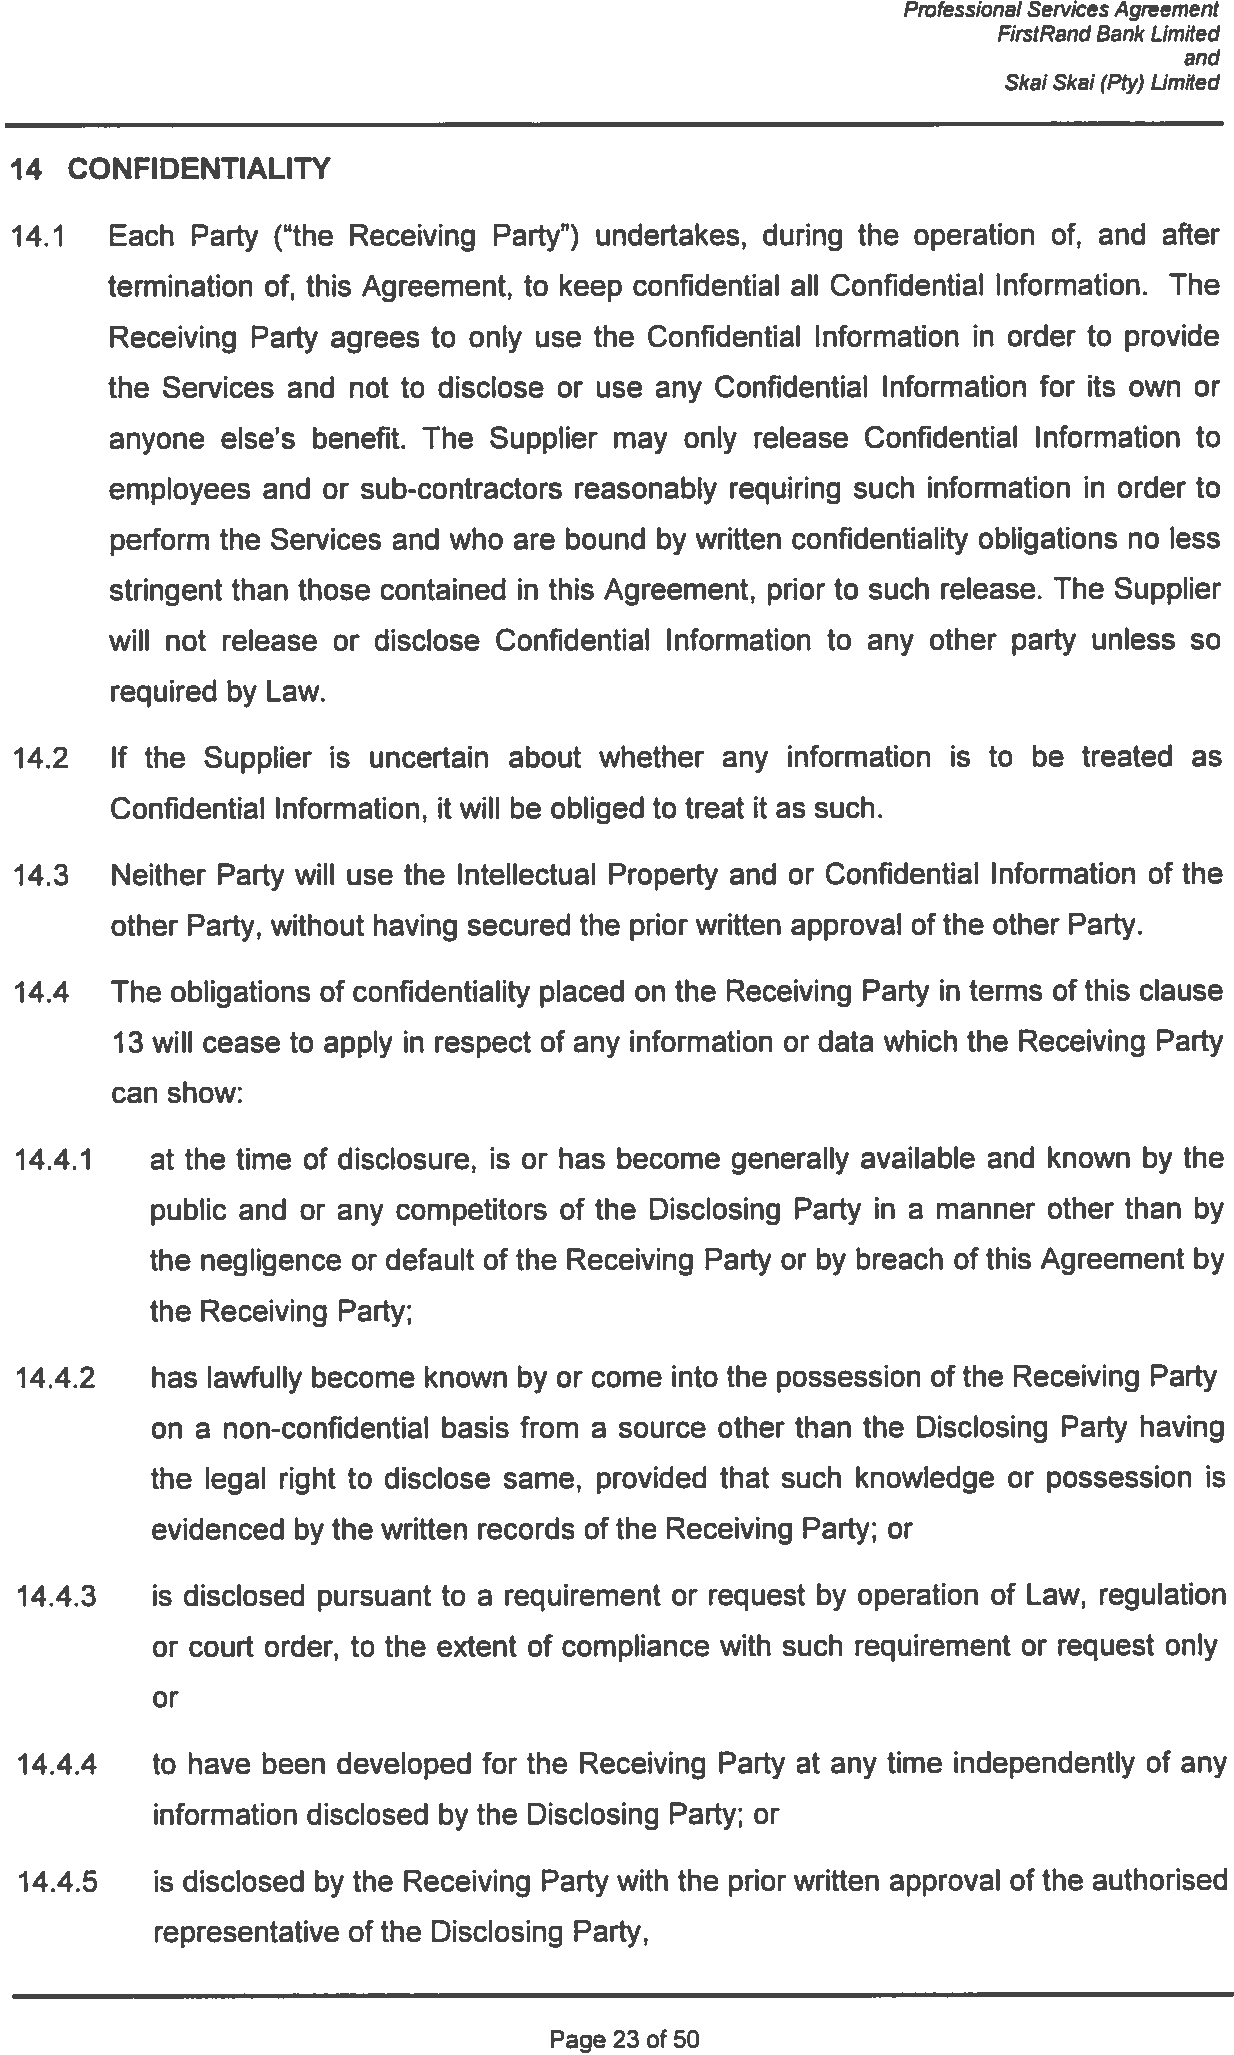 Professional Services Agreement
FirstRand Bank Limited
and
Skai Skai (Pty) Limited
14 CONFIDENTIALITY
14.1 Each Party (“the Receiving Party”) undertakes, during the operation of, and after
termination of, this Agreement, to keep confidential all Confidential Information. The
Receiving Party agrees to only use the Confidential Information in order to provide
the Services and not to disclose or use any Confidential Information for its own or
anyone else's benefit. The Supplier may only release Confidential Information to
employees and or sub-contractors reasonably requiring such information in order to
perform the Services and who are bound by written confidentiality obligations no less
stringent than those contained in this Agreement, prior to such release. The Supplier
will not release or disclose Confidential Information to any other party unless so
required by Law.
14.2 If the Supplier is uncertain about whether any information is to be treated as
Confidential Information, it will be obliged to treat it as such.
14.3 Neither Party will use the Intellectual Property and or Confidential Information of the
other Party, without having secured the prior written approval of the other Party.
14.4 The obligations of confidentiality placed on the Receiving Party in terms of this clause
13 will cease to apply in respect of any information or data which the Receiving Party
can show:
14.4.1 at the time of disclosure, is or has become generally available and known by the
public and or any competitors of the Disclosing Party in a manner other than by
the negligence or default of the Receiving Party or by breach of this Agreement by
the Receiving Party;
14.4.2 has lawfully become known by or come into the possession of the Receiving Party
on a non-confidential basis from a source other than the Disclosing Party having
the legal right to disclose same, provided that such knowledge or possession is
evidenced by the written records of the Receiving Party; or
14.4.3 is disclosed pursuant to a requirement or request by operation of Law, regulation
or court order, to the extent of compliance with such requirement or request only
or
14.4.4 to have been developed for the Receiving Party at any time independently of any
information disclosed by the Disclosing Party; or
14.4.5 is disclosed by the Receiving Party with the prior written approval of the authorised
representative of the Disclosing Party,
Page 23 of 50